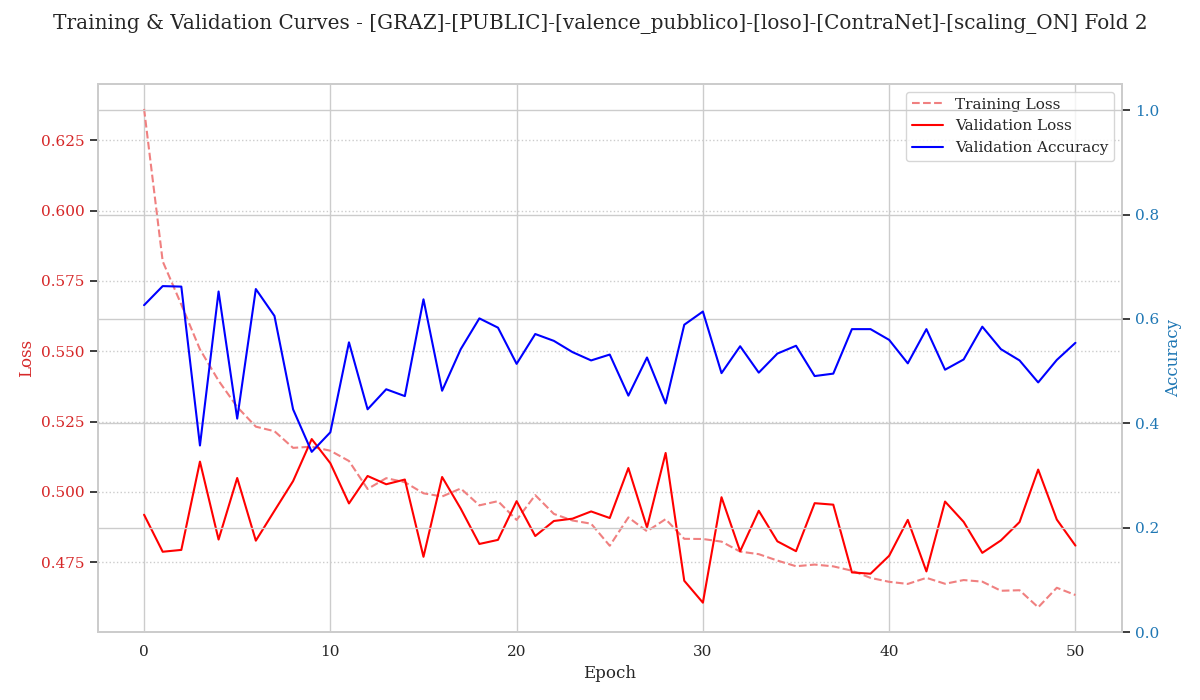 Training & Validation Curves - [GRAZ]-[PUBLIC]-[valence_pubblico]-[loso]-[ContraNet]-[scaling_ON] Fold 2
Training Loss
Validation Loss
Validation Accuracy
Loss
0.625
0.600
0.575
0.550
0.525
0.500
0.475
1.0
0.8
0.6
0.4
0.2
0.0
Accuracy
0
10
20
30
40
50
Epoch